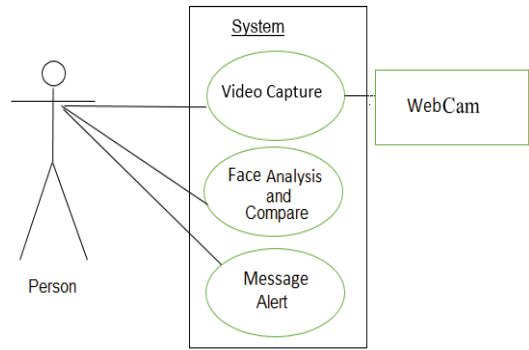 System
Video Capture
WebCam
Face Analysis
and
Compare
Message
Alert
Person